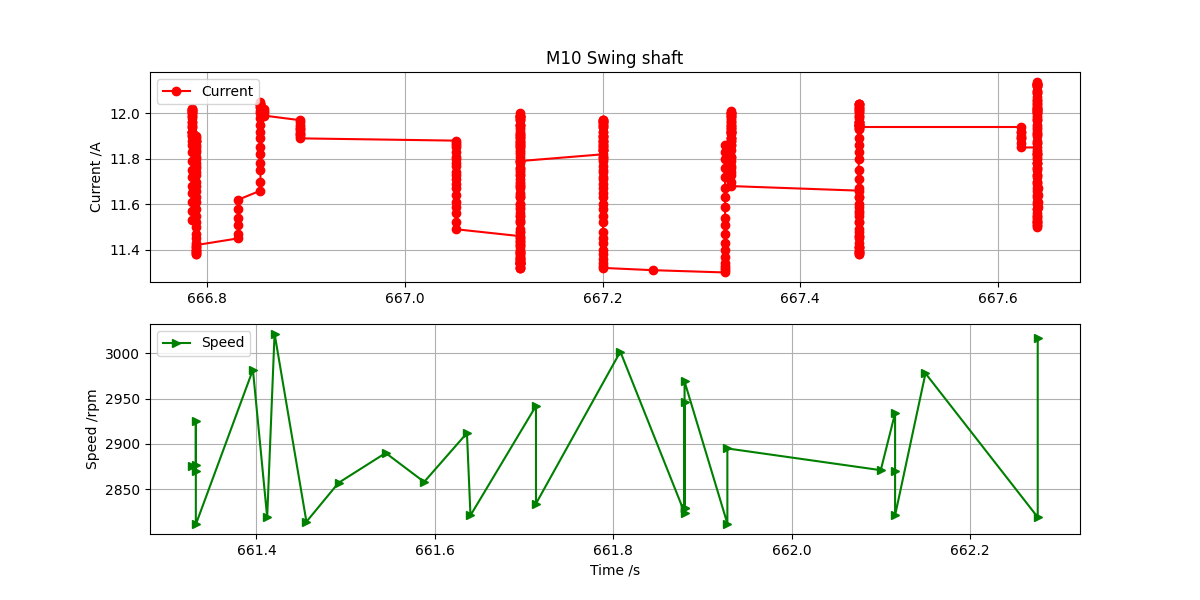 M10 Swing shaft
Current /A
12.0
11.8
11.6
11.4
Current
666.8 667.0 667.2 667.4 667.6
Speed /rpm
3000
2950
2900
2850
Speed
661.4 661.6 661.8 662.0 662.2
Time /s